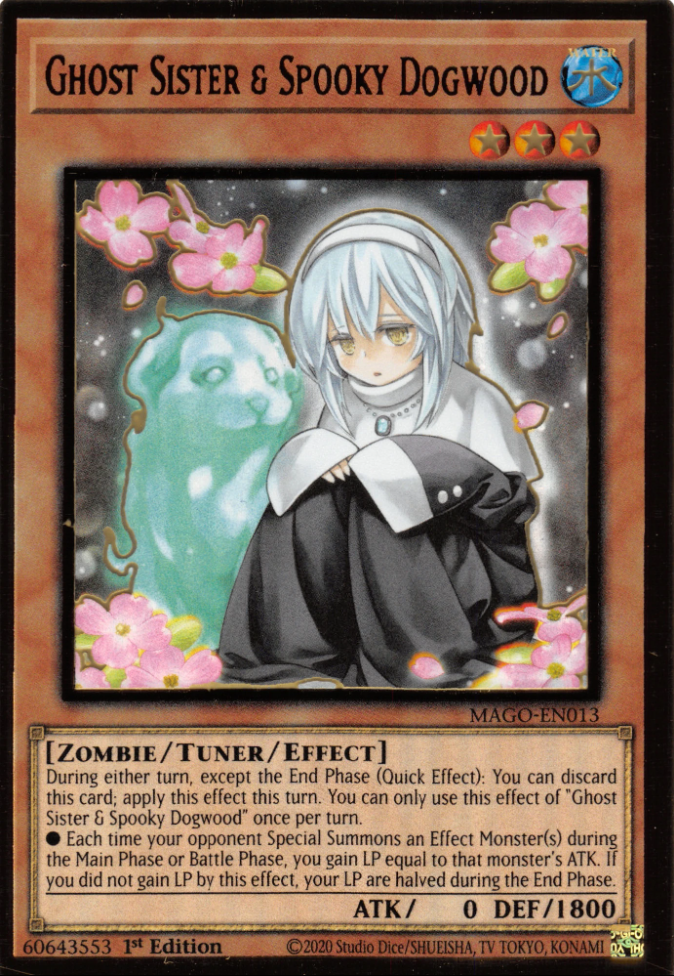 GHOST SISTER & SPOOKY DOGWOOD
WATER
水
MAGO-EN013
[ZOMBIE/TUNER/EFFECT]
During either turn, except the End Phase (Quick Effect): You can discard
this card; apply this effect this turn. You can only use this effect of "Ghost
Sister & Spooky Dogwood" once per turn.
● Each time your opponent Special Summons an Effect Monster(s) during
the Main Phase or Battle Phase, you gain LP equal to that monster's ATK. If
you did not gain LP by this effect, your LP are halved during the End Phase.
ATK/ 0 DEF/1800
60643553 1st Edition ©2020 Studio Dice/SHUEISHA, TV TOKYO, KONAMI